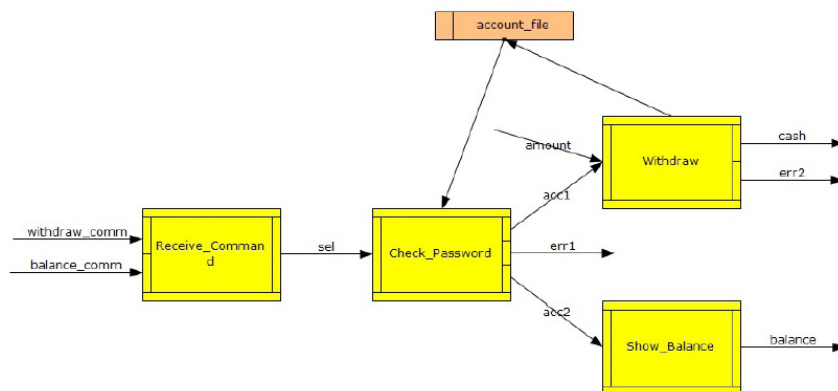 account_file
cash
amount
Withdraw
err2
acc1
withdraw_comm
sel
err1
Receive_Comman
d
Check_Password
balance_comm
acc2
Show_Balance
balance